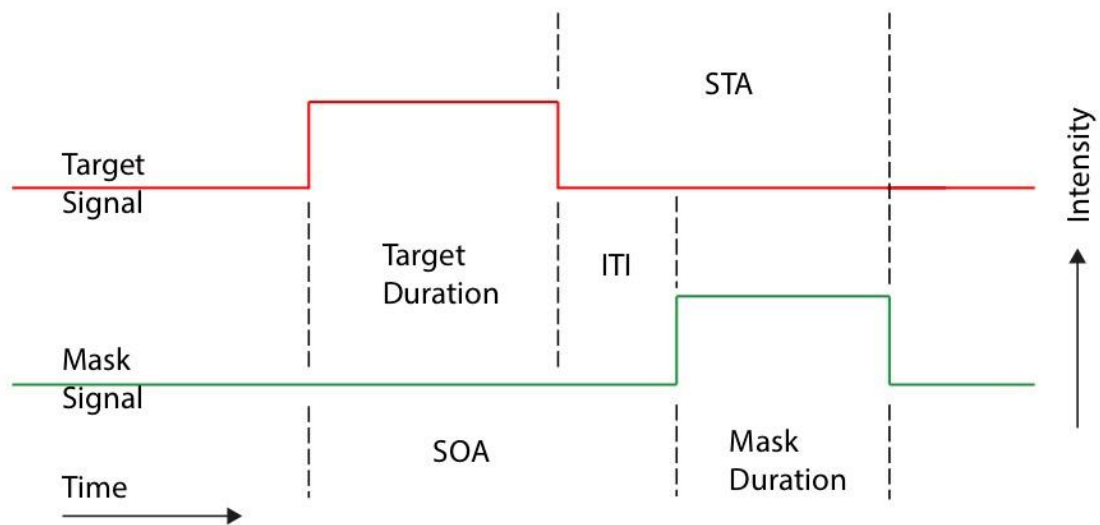 STA
Target
Signal
Target
Duration
ITI
Intensity
Mask
Signal
SOA
Mask
Duration
Time